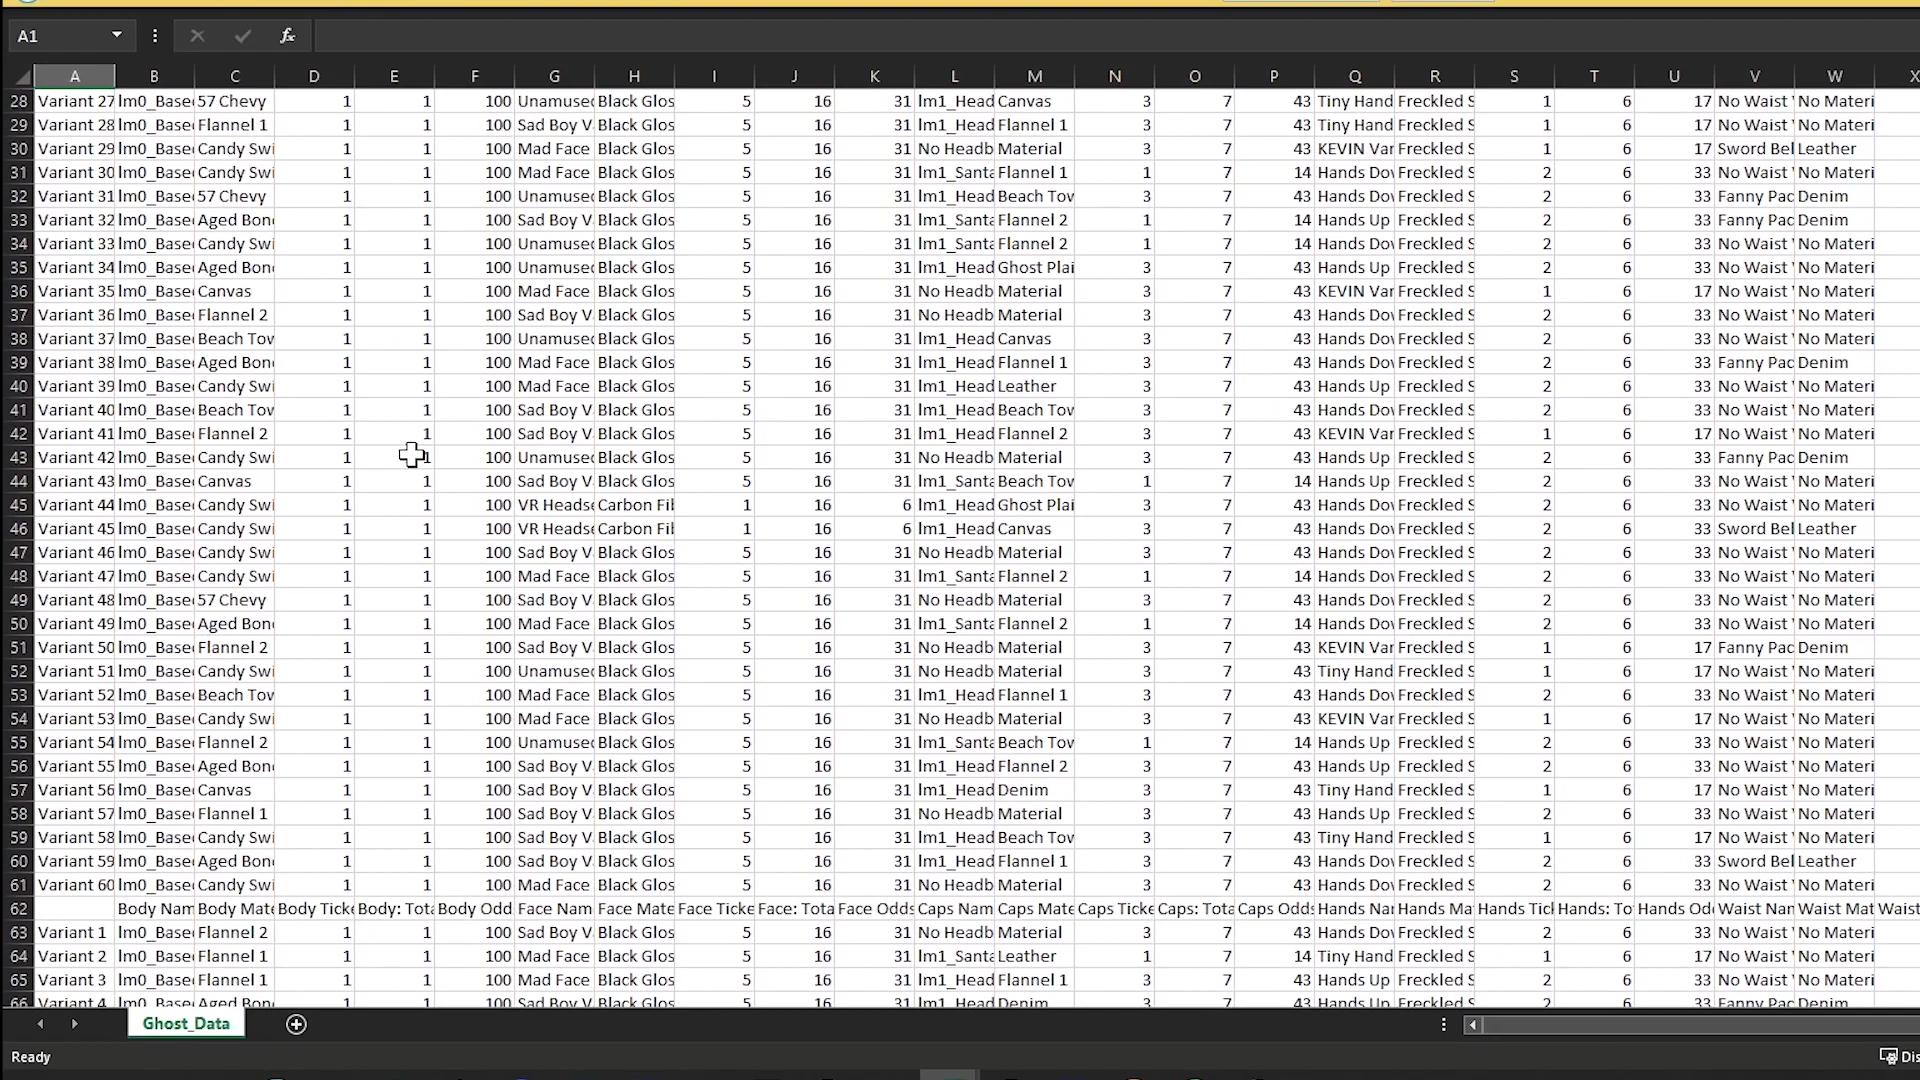 A1
fx
A B C D E F G H I J K L M N O P Q R S T U V W X
28 Variant 27 lm0_Base 57 Chevy 1 1 100 Unamuse Black Glos 5 16 31 lm1_Head Canvas 3 7 43 Tiny Hand Freckled S 1 6 17 No Waist No Materi
29 Variant 28 lm0_Base Flannel 1 1 1 100 Sad Boy V Black Glos 5 16 31 lm1_Head Flannel 1 3 7 43 Tiny Hand Freckled S 1 6 17 No Waist No Materi
30 Variant 29 lm0_Base Candy Swi 1 1 100 Mad Face Black Glos 5 16 31 No Headb Material 3 7 43 KEVIN Var Freckled S 1 6 17 Sword Bel Leather
31 Variant 30 lm0_Base Candy Swi 1 1 100 Mad Face Black Glos 5 16 31 lm1_Santa Flannel 1 1 7 14 Hands Dov Freckled S 2 6 33 No Waist No Materi
32 Variant 31 lm0_Base 57 Chevy 1 1 100 Unamuse Black Glos 5 16 31 lm1_Head Beach Tow 3 7 43 Hands Dov Freckled S 2 6 33 Fanny Pac Denim
33 Variant 32 lm0_Base Aged Bon 1 1 100 Sad Boy V Black Glos 5 16 31 lm1_Santa Flannel 2 1 7 14 Hands Up Freckled S 2 6 33 Fanny Pac Denim
34 Variant 33 lm0_Base Candy Swi 1 1 100 Unamuse Black Glos 5 16 31 lm1_Santa Flannel 2 1 7 14 Hands Dov Freckled S 2 6 33 No Waist No Materi
35 Variant 34 lm0_Base Aged Bon 1 1 100 Unamuse Black Glos 5 16 31 lm1_Head Ghost Plai 3 7 43 Hands Up Freckled S 2 6 33 No Waist No Materi
36 Variant 35 lm0_Base Canvas 1 1 100 Mad Face Black Glos 5 16 31 No Headb Material 3 7 43 KEVIN Var Freckled S 1 6 17 No Waist No Materi
37 Variant 36 lm0_Base Flannel 2 1 1 100 Sad Boy V Black Glos 5 16 31 No Headb Material 3 7 43 Hands Dov Freckled S 2 6 33 No Waist No Materi
38 Variant 37 lm0_Base Beach Tow 1 1 100 Unamuse Black Glos 5 16 31 lm1_Head Canvas 3 7 43 Hands Dov Freckled S 2 6 33 No Waist No Materi
39 Variant 38 lm0_Base Aged Bon 1 1 100 Mad Face Black Glos 5 16 31 lm1_Head Flannel 1 3 7 43 Hands Dov Freckled S 2 6 33 Fanny Pac Denim
40 Variant 39 lm0_Base Candy Swi 1 1 100 Mad Face Black Glos 5 16 31 lm1_Head Leather 3 7 43 Hands Up Freckled S 2 6 33 No Waist No Materi
41 Variant 40 lm0_Base Beach Tow 1 1 100 Sad Boy V Black Glos 5 16 31 lm1_Head Beach Tow 3 7 43 Hands Dov Freckled S 2 6 33 No Waist No Materi
42 Variant 41 lm0_Base Flannel 2 1 1 100 Sad Boy V Black Glos 5 16 31 lm1_Head Flannel 2 3 7 43 KEVIN Var Freckled S 1 6 17 No Waist No Materi
43 Variant 42 lm0_Base Candy Swi 1 1 100 Unamuse Black Glos 5 16 31 No Headb Material 3 7 43 Hands Up Freckled S 2 6 33 Fanny Pac Denim
44 Variant 43 lm0_Base Canvas 1 1 100 Sad Boy V Black Glos 5 16 31 lm1_Santa Beach Tow 1 7 14 Hands Up Freckled S 2 6 33 No Waist No Materi
45 Variant 44 lm0_Base Candy Swi 1 1 100 VR Headse Carbon Fib 1 16 6 lm1_Head Ghost Plai 3 7 43 Hands Dov Freckled S 2 6 33 No Waist No Materi
46 Variant 45 lm0_Base Candy Swi 1 1 100 VR Headse Carbon Fib 1 16 6 lm1_Head Canvas 3 7 43 Hands Dov Freckled S 2 6 33 Sword Bel Leather
47 Variant 46 lm0_Base Candy Swi 1 1 100 Sad Boy V Black Glos 5 16 31 No Headb Material 3 7 43 Hands Dov Freckled S 2 6 33 No Waist No Materi
48 Variant 47 lm0_Base Candy Swi 1 1 100 Mad Face Black Glos 5 16 31 lm1_Santa Flannel 2 1 7 14 Hands Dov Freckled S 2 6 33 No Waist No Materi
49 Variant 48 lm0_Base 57 Chevy 1 1 100 Sad Boy V Black Glos 5 16 31 No Headb Material 3 7 43 Hands Dov Freckled S 2 6 33 No Waist No Materi
50 Variant 49 lm0_Base Aged Bon 1 1 100 Mad Face Black Glos 5 16 31 lm1_Santa Flannel 2 1 7 14 Hands Dov Freckled S 2 6 33 No Waist No Materi
51 Variant 50 lm0_Base Flannel 2 1 1 100 Sad Boy V Black Glos 5 16 31 No Headb Material 3 7 43 KEVIN Var Freckled S 1 6 17 Fanny Pac Denim
52 Variant 51 lm0_Base Candy Swi 1 1 100 Unamuse Black Glos 5 16 31 No Headb Material 3 7 43 Tiny Hand Freckled S 1 6 17 No Waist No Materi
53 Variant 52 lm0_Base Beach Tow 1 1 100 Mad Face Black Glos 5 16 31 lm1_Head Flannel 1 3 7 43 Hands Dov Freckled S 2 6 33 No Waist No Materi
54 Variant 53 lm0_Base Candy Swi 1 1 100 Mad Face Black Glos 5 16 31 No Headb Material 3 7 43 KEVIN Var Freckled S 1 6 17 No Waist No Materi
55 Variant 54 lm0_Base Flannel 2 1 1 100 Unamuse Black Glos 5 16 31 lm1_Santa Beach Tow 1 7 14 Hands Up Freckled S 2 6 33 No Waist No Materi
56 Variant 55 lm0_Base Aged Bon 1 1 100 Sad Boy V Black Glos 5 16 31 lm1_Head Flannel 2 3 7 43 Hands Up Freckled S 2 6 33 No Waist No Materi
57 Variant 56 lm0_Base Canvas 1 1 100 Sad Boy V Black Glos 5 16 31 lm1_Head Denim 3 7 43 Tiny Hand Freckled S 1 6 17 No Waist No Materi
58 Variant 57 lm0_Base Flannel 1 1 1 100 Sad Boy V Black Glos 5 16 31 No Headb Material 3 7 43 Hands Up Freckled S 2 6 33 No Waist No Materi
59 Variant 58 lm0_Base Candy Swi 1 1 100 Sad Boy V Black Glos 5 16 31 lm1_Head Beach Tow 3 7 43 Tiny Hand Freckled S 1 6 17 No Waist No Materi
60 Variant 59 lm0_Base Aged Bon 1 1 100 Sad Boy V Black Glos 5 16 31 lm1_Head Flannel 1 3 7 43 Hands Dov Freckled S 2 6 33 Sword Bel Leather
61 Variant 60 lm0_Base Candy Swi 1 1 100 Mad Face Black Glos 5 16 31 No Headb Material 3 7 43 Hands Dov Freckled S 2 6 33 No Waist No Materi
62 Body Nam Body Mate Body Ticke Body: Tota Body Odd Face Nam Face Mate Face Ticke Face: Tota Face Odds Caps Nam Caps Mate Caps Ticke Caps: Tota Caps Odds Hands Nar Hands Ma Hands Tick Hands: To Hands Od Waist Nar Waist Mat Waist
63 Variant 1 lm0_Base Flannel 2 1 1 100 Sad Boy V Black Glos 5 16 31 No Headb Material 3 7 43 Hands Dov Freckled S 2 6 33 No Waist No Materi
64 Variant 2 lm0_Base Flannel 1 1 1 100 Mad Face Black Glos 5 16 31 lm1_Santa Leather 1 7 14 Tiny Hand Freckled S 1 6 17 No Waist No Materi
65 Variant 3 lm0_Base Flannel 1 1 1 100 Mad Face Black Glos 5 16 31 lm1_Head Flannel 1 3 7 43 Hands Up Freckled S 2 6 33 No Waist No Materi
66 Variant 4 lm0_Base Aged Bon 1 1 100 Sad Boy V Black Glos 5 16 31 lm1_Head Denim 3 7 43 Hands Up Freckled S 2 6 33 Fanny Pac Denim
Ghost_Data
Ready Dis